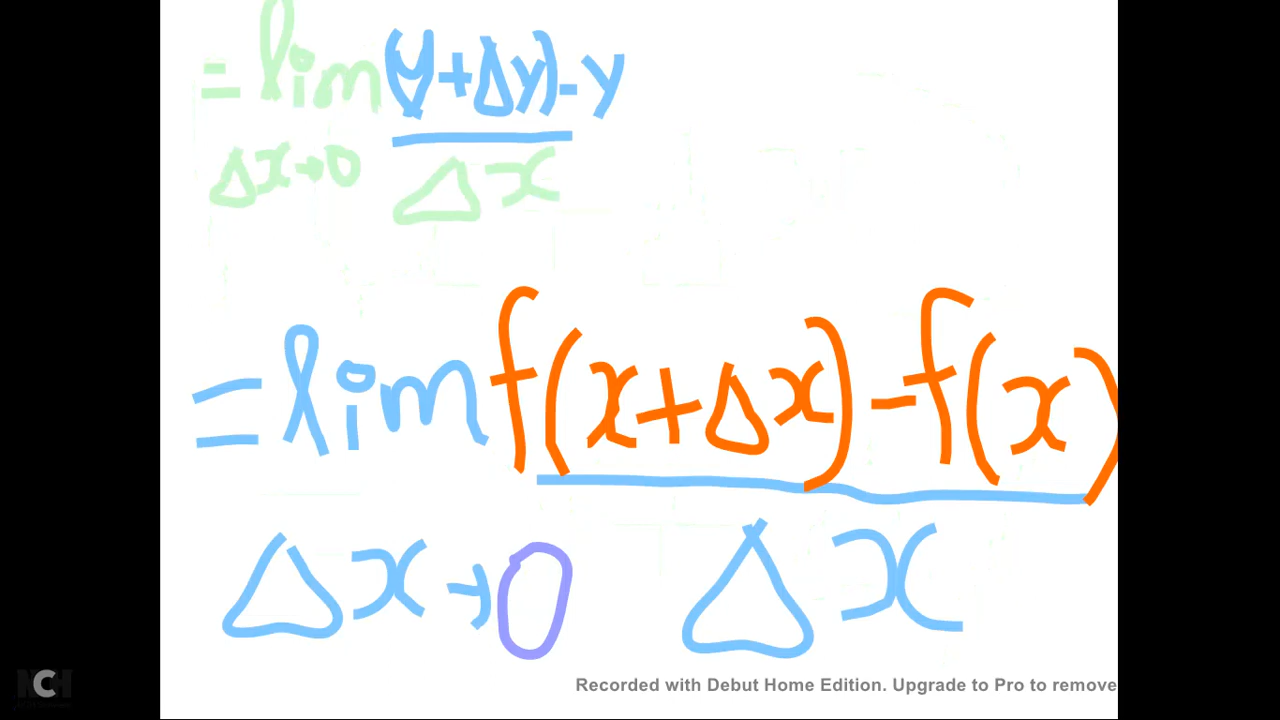 = lim (y+Δy)-y
Δx→0 Δx
= lim f(x+Δx)-f(x)
Δx→0 Δx
Recorded with Debut Home Edition. Upgrade to Pro to remove
NCH